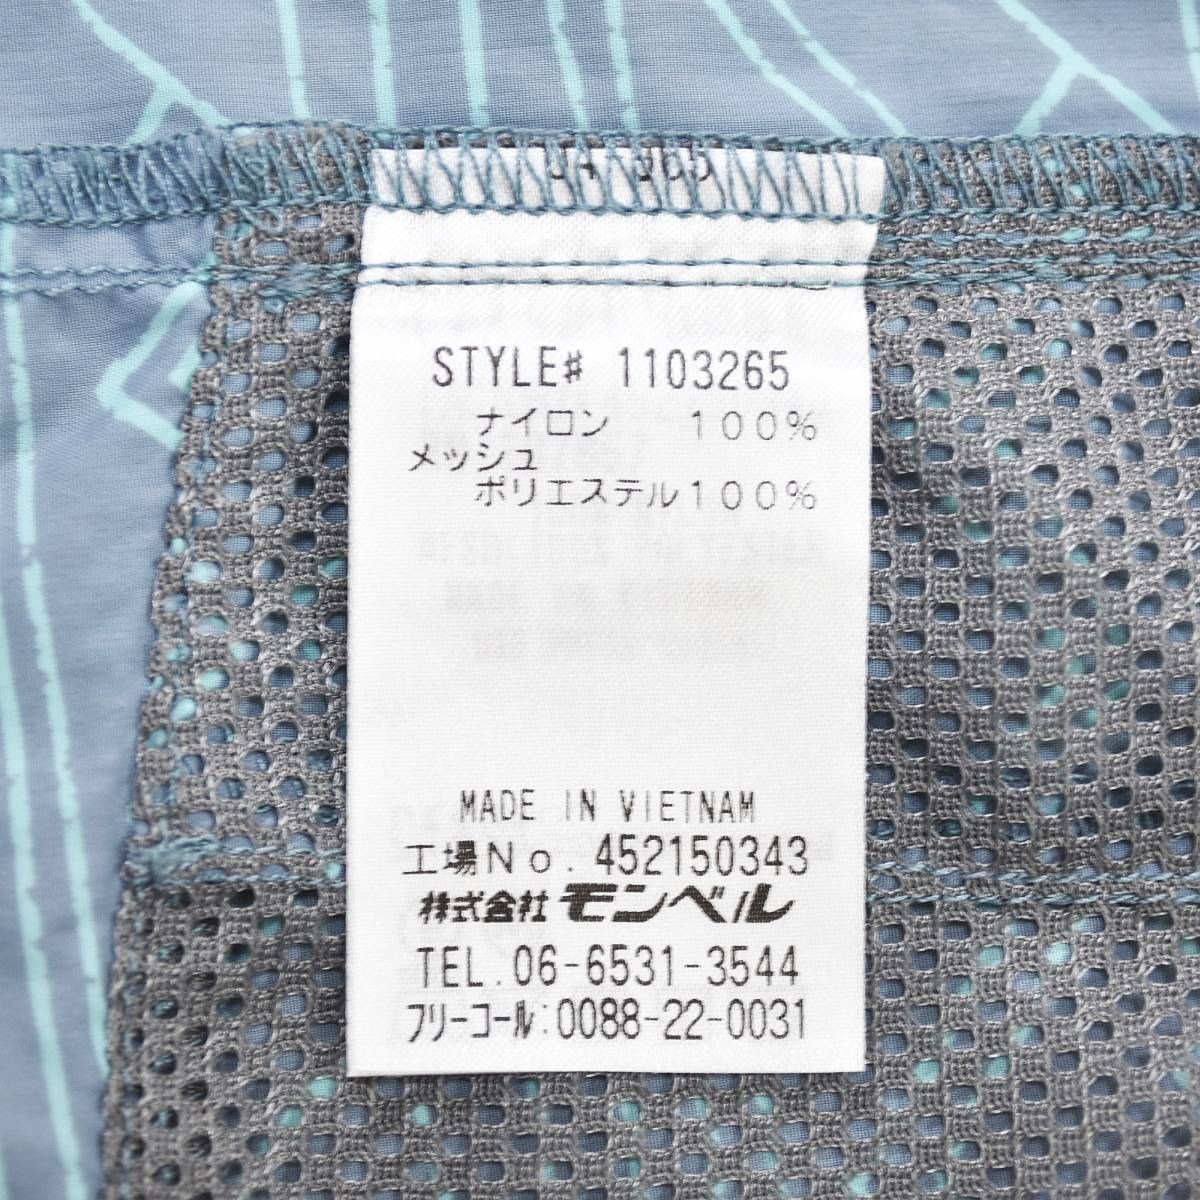 STYLE# 1103265
ナイロン 100%
メッシュ
ポリエステル100%
MADE IN VIETNAM
工場No. 452150343
株式会社 モンベル
TEL. 06-6531-3544
フリーコール:0088-22-0031